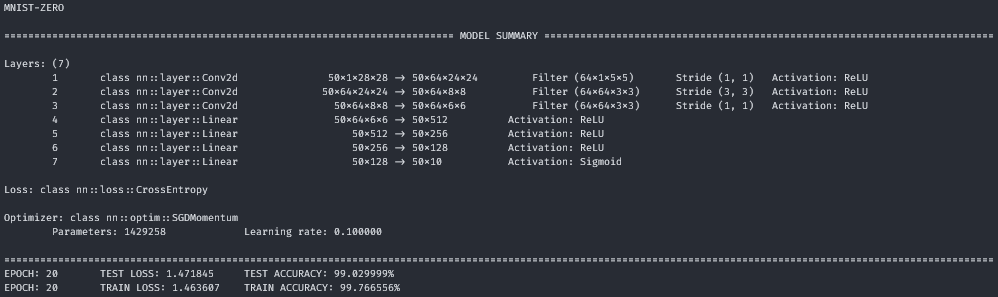 MNIST-ZERO
=========================================================================== MODEL SUMMARY ===========================================================================
Layers: (7)
1 class nn::layer::Conv2d 50×1×28×28 → 50×64×24×24 Filter (64×1×5×5) Stride (1, 1) Activation: ReLU
2 class nn::layer::Conv2d 50×64×24×24 → 50×64×8×8 Filter (64×64×3×3) Stride (3, 3) Activation: ReLU
3 class nn::layer::Conv2d 50×64×8×8 → 50×64×6×6 Filter (64×64×3×3) Stride (1, 1) Activation: ReLU
4 class nn::layer::Linear 50×64×6×6 → 50×512 Activation: ReLU
5 class nn::layer::Linear 50×512 → 50×256 Activation: ReLU
6 class nn::layer::Linear 50×256 → 50×128 Activation: ReLU
7 class nn::layer::Linear 50×128 → 50×10 Activation: Sigmoid
Loss: class nn::loss::CrossEntropy
Optimizer: class nn::optim::SGDMomentum
Parameters: 1429258 Learning rate: 0.100000
=====================================================================================================================================================================
EPOCH: 20 TEST LOSS: 1.471845 TEST ACCURACY: 99.029999%
EPOCH: 20 TRAIN LOSS: 1.463607 TRAIN ACCURACY: 99.766556%